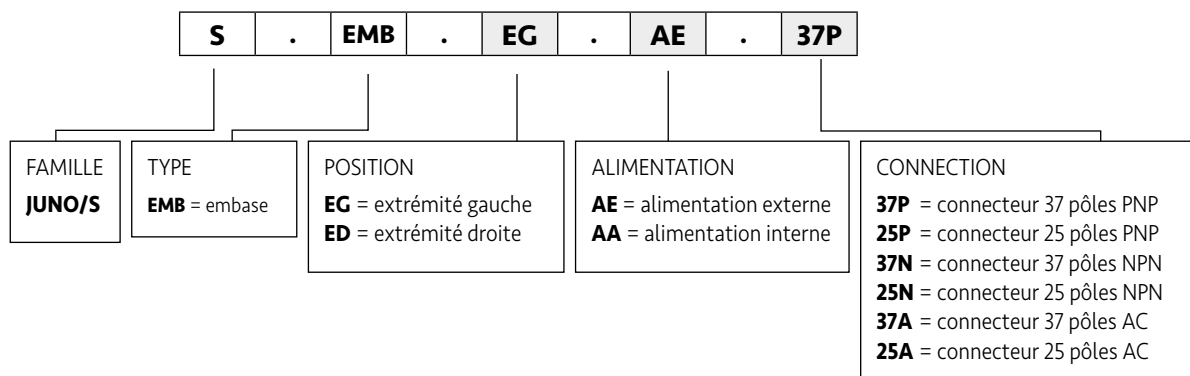 S . EMB . EG . AE . 37P
FAMILLE
JUNO/S
TYPE
EMB = embase
POSITION
EG = extrémité gauche
ED = extrémité droite
ALIMENTATION
AE = alimentation externe
AA = alimentation interne
CONNECTION
37P = connecteur 37 pôles PNP
25P = connecteur 25 pôles PNP
37N = connecteur 37 pôles NPN
25N = connecteur 25 pôles NPN
37A = connecteur 37 pôles AC
25A = connecteur 25 pôles AC